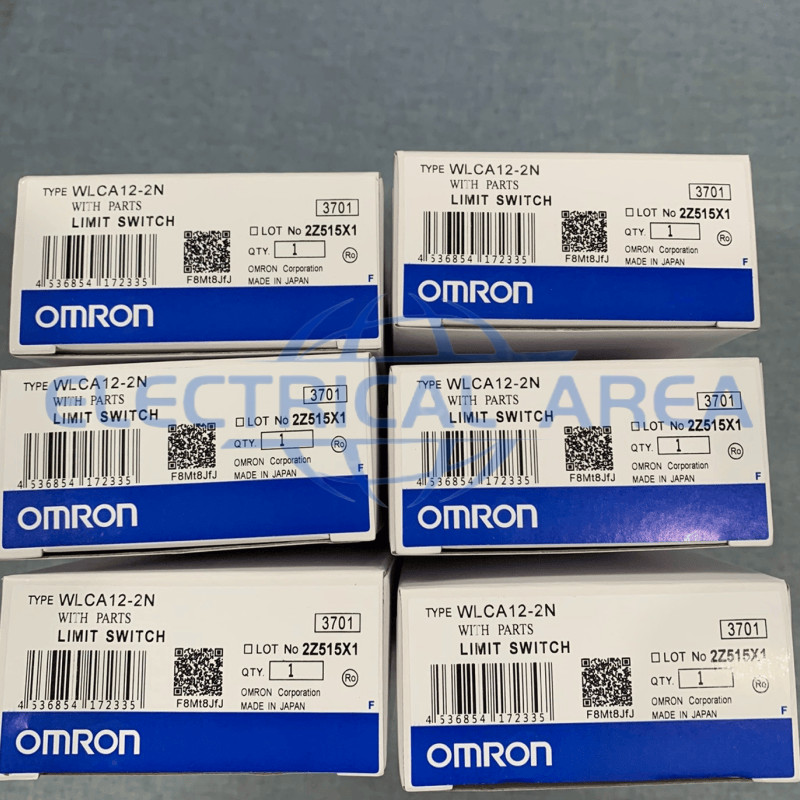 TYPE WLCA12-2N
WITH PARTS
LIMIT SWITCH
3701
LOT No 2Z515X1
QTY. 1
Ro
OMRON Corporation
MADE IN JAPAN
4 536854 172335
F8Mt8JfJ
F
OMRON
TYPE WLCA12-2N
WITH PARTS
LIMIT SWITCH
3701
LOT No 2Z515X1
QTY. 1
Ro
OMRON Corporation
MADE IN JAPAN
4 536854 172335
F8Mt8JfJ
F
OMRON
ELECTRICAL AREA
TYPE WLCA12-2N
WITH PARTS
LIMIT SWITCH
3701
LOT No 2Z515X1
QTY. 1
Ro
OMRON Corporation
MADE IN JAPAN
4 536854 172335
F8Mt8JfJ
F
OMRON
TYPE WLCA12-2N
WITH PARTS
LIMIT SWITCH
3701
LOT No 2Z515X1
QTY. 1
Ro
OMRON Corporation
MADE IN JAPAN
4 536854 172335
F8Mt8JfJ
F
OMRON
TYPE WLCA12-2N
WITH PARTS
LIMIT SWITCH
3701
LOT No 2Z515X1
QTY. 1
Ro
OMRON Corporation
MADE IN JAPAN
4 536854 172335
F8Mt8JfJ
F
OMRON
TYPE WLCA12-2N
WITH PARTS
LIMIT SWITCH
3701
LOT No 2Z515X1
QTY. 1
Ro
OMRON Corporation
MADE IN JAPAN
4 536854 172335
F8Mt8JfJ
F
OMRON